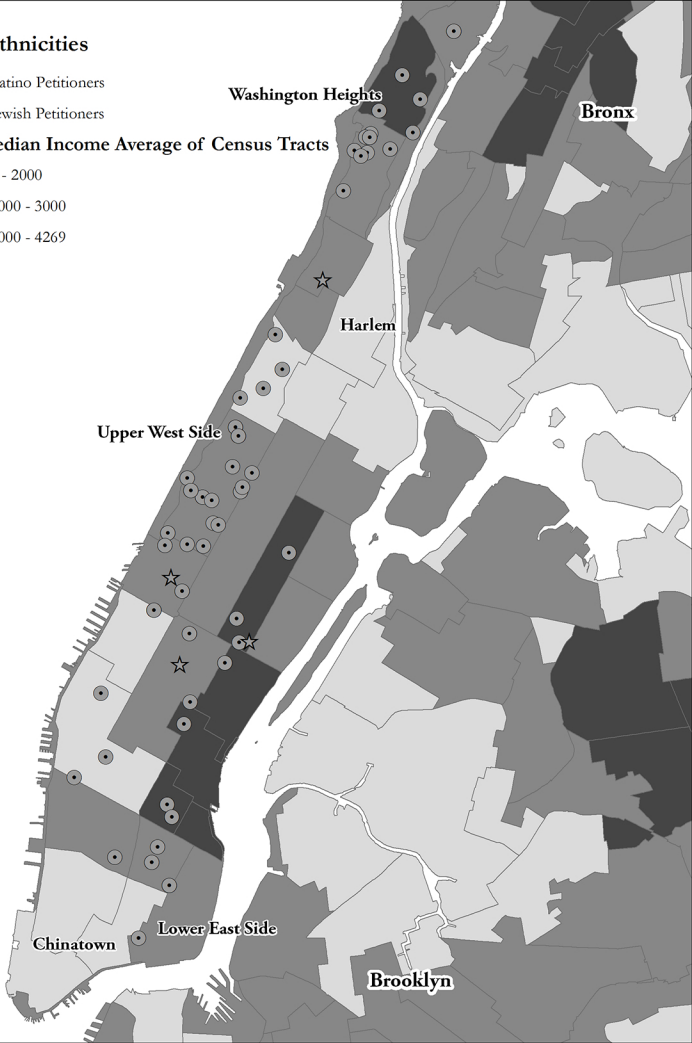 thnicities
atino Petitioners
Washington Heights
ewish Petitioners
Bronx
edian Income Average of Census Tracts
- 2000
000 - 3000
000 - 4269
Harlem
Upper West Side
Lower East Side
Chinatown
Brooklyn